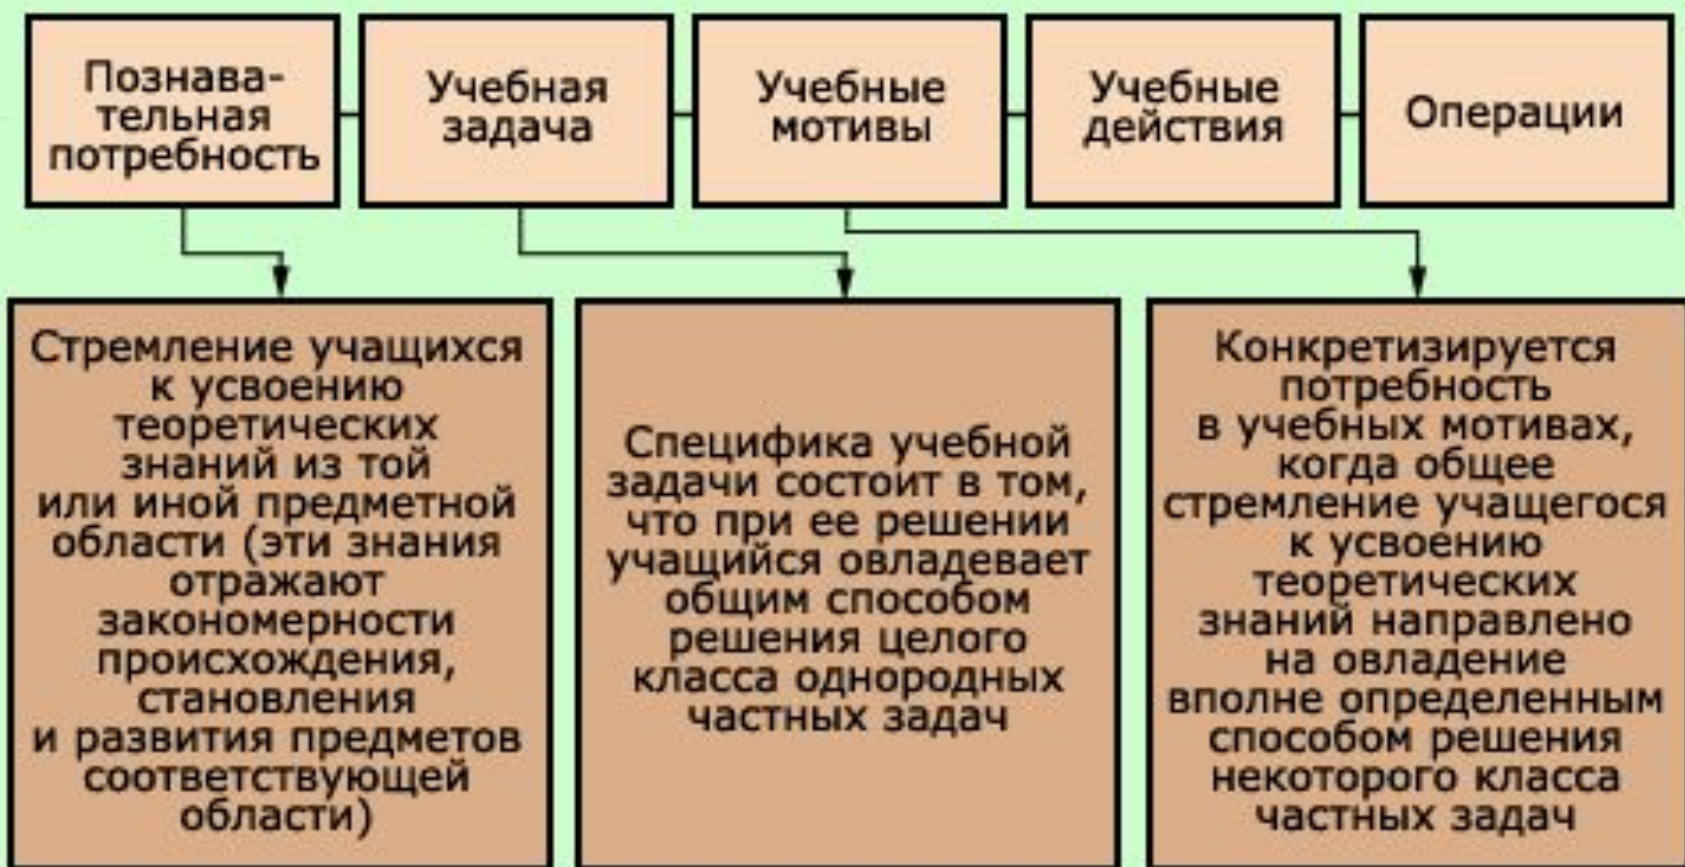 Познава-
тельная
потребность
Учебная
задача
Учебные
мотивы
Учебные
действия
Операции
Стремление учащихся
к усвоению
теоретических
знаний из той
или иной предметной
области (эти знания
отражают
закономерности
происхождения,
становления
и развития предметов
соответствующей
области)
Специфика учебной
задачи состоит в том,
что при ее решении
учащийся овладевает
общим способом
решения целого
класса однородных
частных задач
Конкретизируется
потребность
в учебных мотивах,
когда общее
стремление учащегося
к усвоению
теоретических
знаний направлено
на овладение
вполне определенным
способом решения
некоторого класса
частных задач